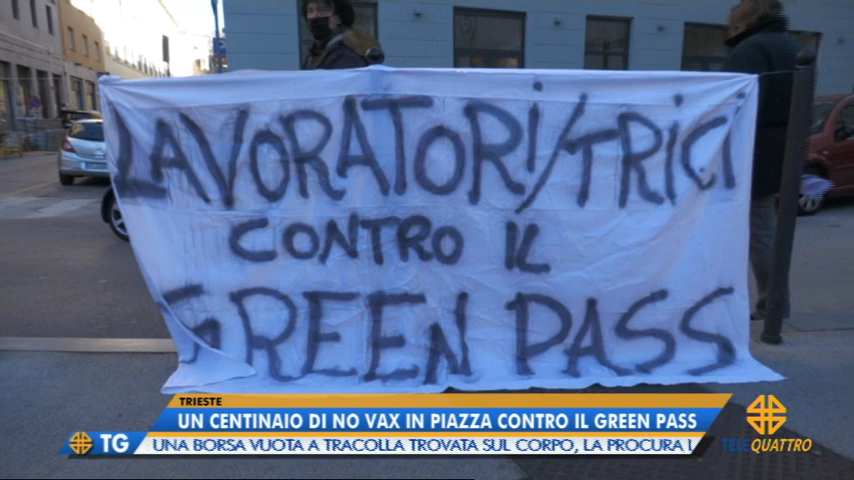 LAVORATORI/TRICI
CONTRO IL
GREEN PASS
TRIESTE
UN CENTINAIO DI NO VAX IN PIAZZA CONTRO IL GREEN PASS
TG
UNA BORSA VUOTA A TRACOLLA TROVATA SUL CORPO, LA PROCURA
TELEQUATTRO